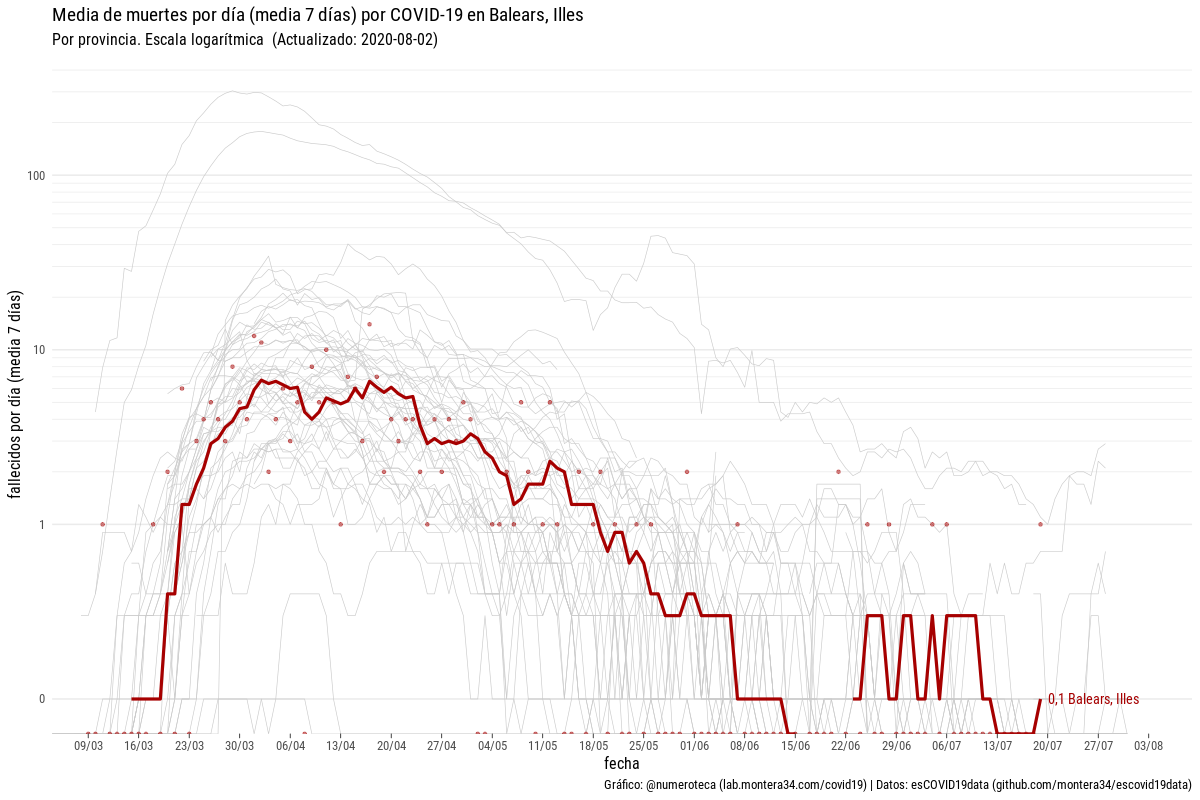 Media de muertes por día (media 7 días) por COVID-19 en Balears, Illes
Por provincia. Escala logarítmica (Actualizado: 2020-08-02)
fallecidos por día (media 7 días)
100
10
1
0
0,1 Balears, Illes
09/03 16/03 23/03 30/03 06/04 13/04 20/04 27/04 04/05 11/05 18/05 25/05 01/06 08/06 15/06 22/06 29/06 06/07 13/07 20/07 27/07 03/08
fecha
Gráfico: @numeroteca (lab.montera34.com/covid19) | Datos: esCOVID19data (github.com/montera34/escovid19data)